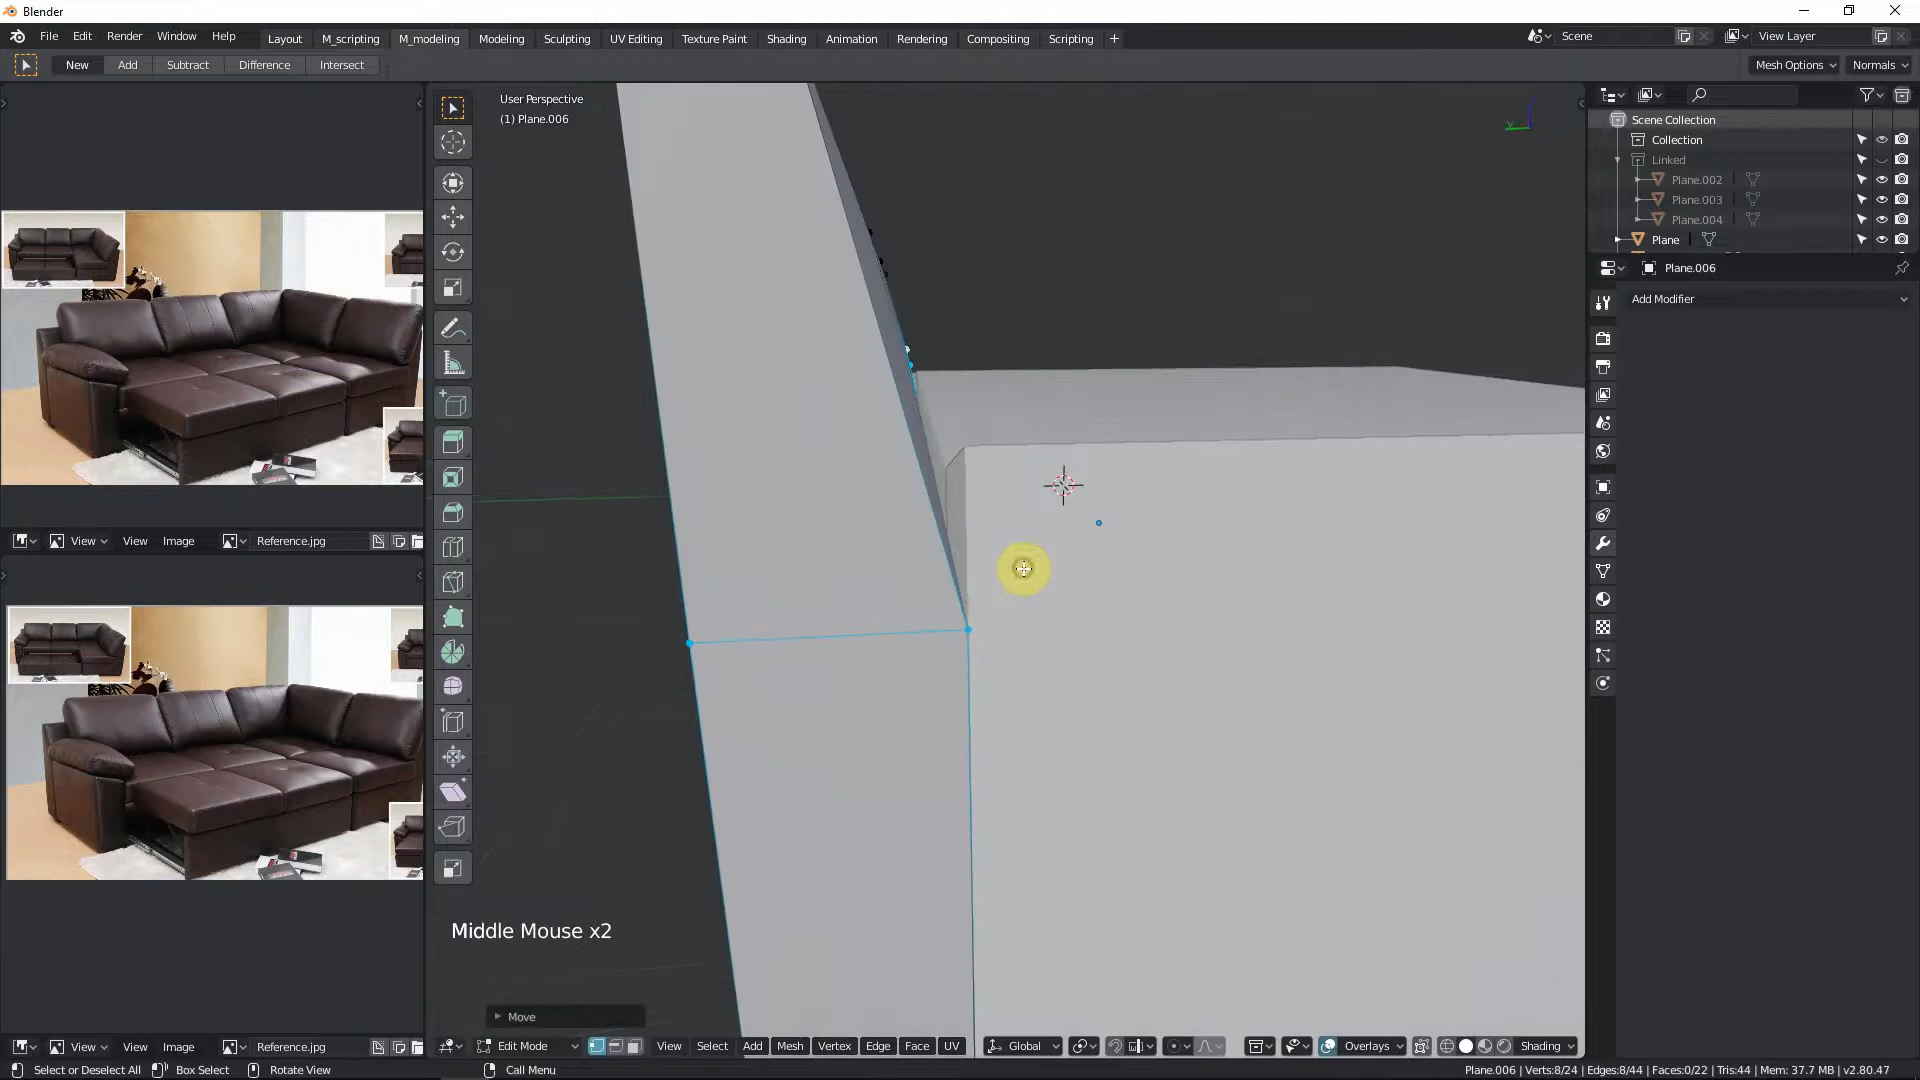 Blender
File Edit Render Window Help
Layout M_scripting M_modeling Modeling Sculpting UV Editing Texture Paint Shading Animation Rendering Compositing Scripting +
Scene
View Layer
New Add Subtract Difference Intersect
Mesh Options Normals
User Perspective
(1) Plane.006
Y
Scene Collection
Collection
Linked
Plane.002
Plane.003
Plane.004
Plane
Plane.006
Add Modifier
View View Image Reference.jpg
Middle Mouse x2
Move
View View Image Reference.jpg
Edit Mode View Select Add Mesh Vertex Edge Face UV Global Overlays Shading
Select or Deselect All Box Select Rotate View Call Menu
Plane.006 | Verts:8/24 | Edges:8/44 | Faces:0/22 | Tris:44 | Mem: 37.7 MB | v2.80.47